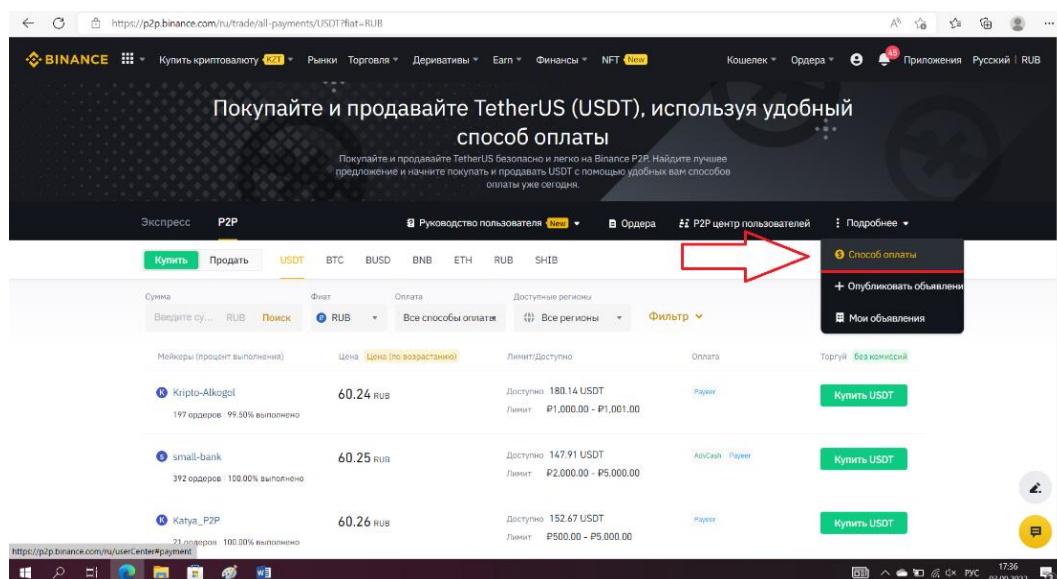 https://p2p.binance.com/ru/trade/all-payments/USDT?fiat=RUB
BINANCE Купить криптовалюту KZT Рынки Торговля Деривативы Earn Финансы NFT New Кошелек Ордера 45 Приложения Русский | RUB
Покупайте и продавайте TetherUS (USDT), используя удобный
способ оплаты
Покупайте и продавайте TetherUS безопасно и легко на Binance P2P. Найдите лучшее
предложение и начните покупать и продавать USDT с помощью удобных вам способов
оплаты уже сегодня.
Экспресс P2P Руководство пользователя New Ордера P2P центр пользователей Подробнее
Купить Продать USDT BTC BUSD BNB ETH RUB SHIB Способ оплаты
+ Опубликовать объявлени
Сумма Фиат Оплата Доступные регионы
Введите су... RUB Поиск RUB Все способы оплаты Все регионы Фильтр Мои объявления
Мейкеры (процент выполнения) Цена Цена (по возрастанию) Лимит/Доступно Оплата Торгуй без комиссий
K Kripto-Alkogol 60.24 RUB Доступно 180.14 USDT Payeer Купить USDT
197 ордеров 99.50% выполнено Лимит ₽1,000.00 - ₽1,001.00
S small-bank 60.25 RUB Доступно 147.91 USDT AdvCash Payeer Купить USDT
392 ордеров 100.00% выполнено Лимит ₽2,000.00 - ₽5,000.00
K Katya_P2P 60.26 RUB Доступно 152.67 USDT Payeer Купить USDT
21 ордеров 100.00% выполнено Лимит ₽500.00 - ₽5,000.00
https://p2p.binance.com/ru/userCenter#payment
РУС 17:36